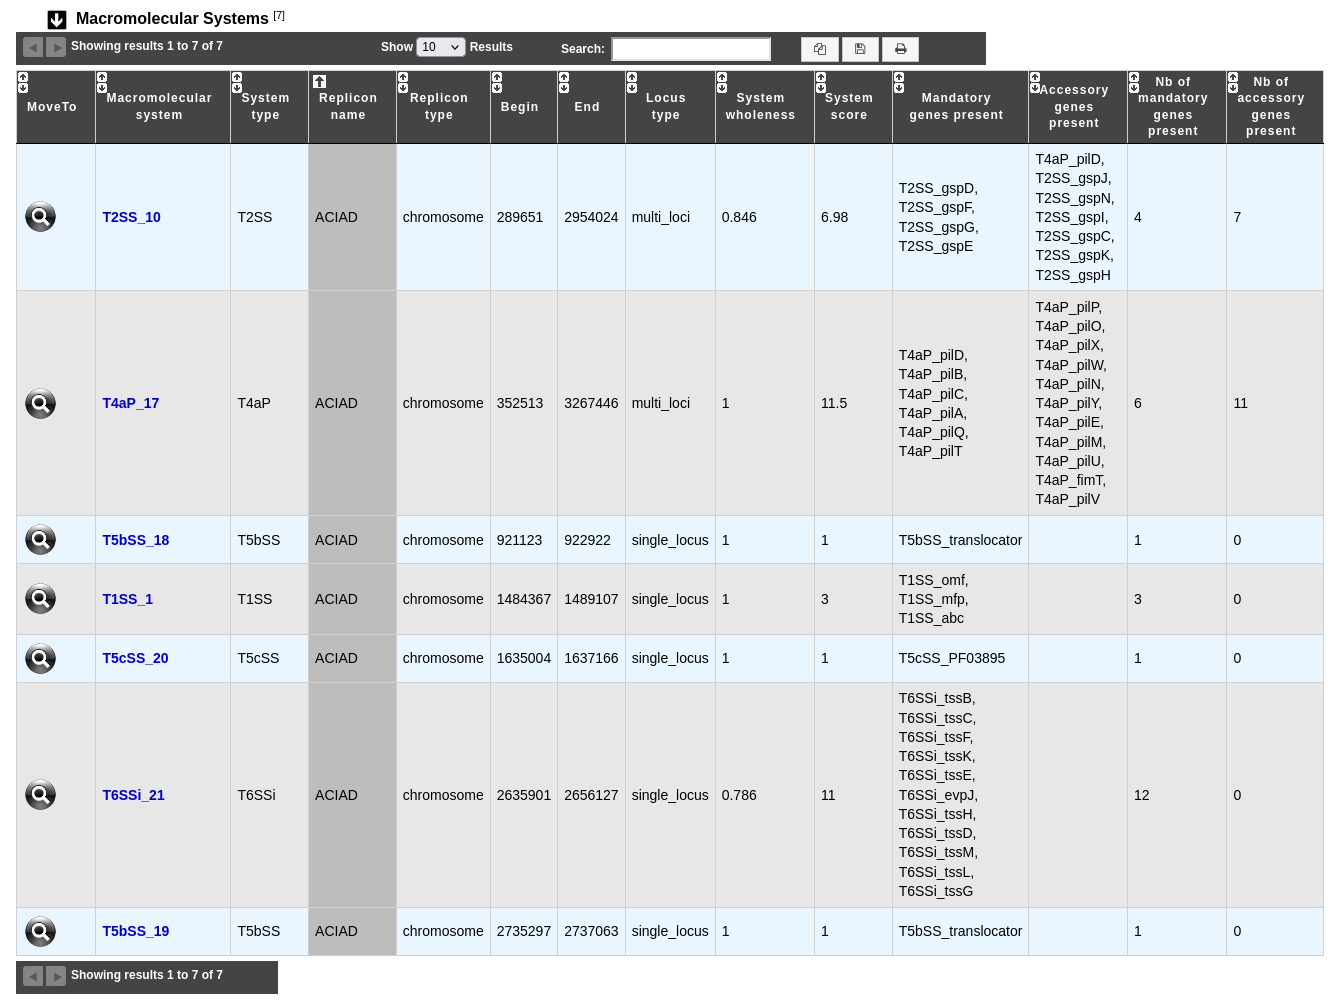 Macromolecular Systems [7]
Showing results 1 to 7 of 7 Show 10 Results Search:
MoveTo Macromolecular system System type Replicon name Replicon type Begin End Locus type System wholeness System score Mandatory genes present Accessory genes present Nb of mandatory genes present Nb of accessory genes present
T2SS_10 T2SS ACIAD chromosome 289651 2954024 multi_loci 0.846 6.98
T2SS_gspD,
T2SS_gspF,
T2SS_gspG,
T2SS_gspE
T4aP_pilD,
T2SS_gspJ,
T2SS_gspN,
T2SS_gspI,
T2SS_gspC,
T2SS_gspK,
T2SS_gspH
4 7
T4aP_17 T4aP ACIAD chromosome 352513 3267446 multi_loci 1 11.5
T4aP_pilD,
T4aP_pilB,
T4aP_pilC,
T4aP_pilA,
T4aP_pilQ,
T4aP_pilT
T4aP_pilP,
T4aP_pilO,
T4aP_pilX,
T4aP_pilW,
T4aP_pilN,
T4aP_pilY,
T4aP_pilE,
T4aP_pilM,
T4aP_pilU,
T4aP_fimT,
T4aP_pilV
6 11
T5bSS_18 T5bSS ACIAD chromosome 921123 922922 single_locus 1 1 T5bSS_translocator 1 0
T1SS_1 T1SS ACIAD chromosome 1484367 1489107 single_locus 1 3
T1SS_omf,
T1SS_mfp,
T1SS_abc
3 0
T5cSS_20 T5cSS ACIAD chromosome 1635004 1637166 single_locus 1 1 T5cSS_PF03895 1 0
T6SSi_21 T6SSi ACIAD chromosome 2635901 2656127 single_locus 0.786 11
T6SSi_tssB,
T6SSi_tssC,
T6SSi_tssF,
T6SSi_tssK,
T6SSi_tssE,
T6SSi_evpJ,
T6SSi_tssH,
T6SSi_tssD,
T6SSi_tssM,
T6SSi_tssL,
T6SSi_tssG
12 0
T5bSS_19 T5bSS ACIAD chromosome 2735297 2737063 single_locus 1 1 T5bSS_translocator 1 0
Showing results 1 to 7 of 7